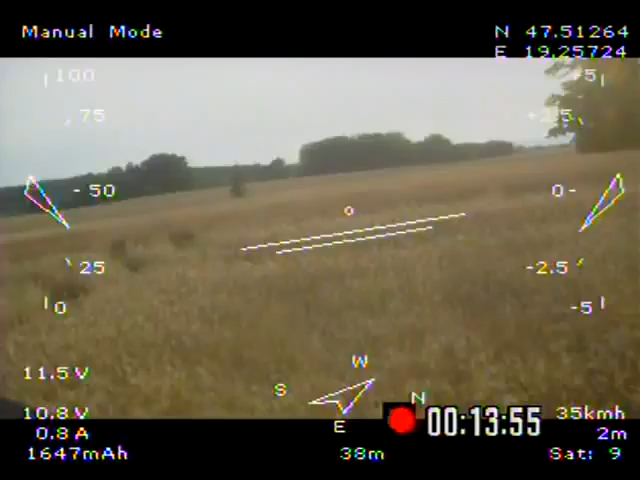 Manual Mode
N 47.51264
E 19.25724
100
+5
75
+2.5
- 50
0-
25
-2.5
0
-5
11.5 V
W
S
N
10.8 V
E
00:13:55
35kmh
0.8 A
2m
1647mAh
38m
Sat: 9